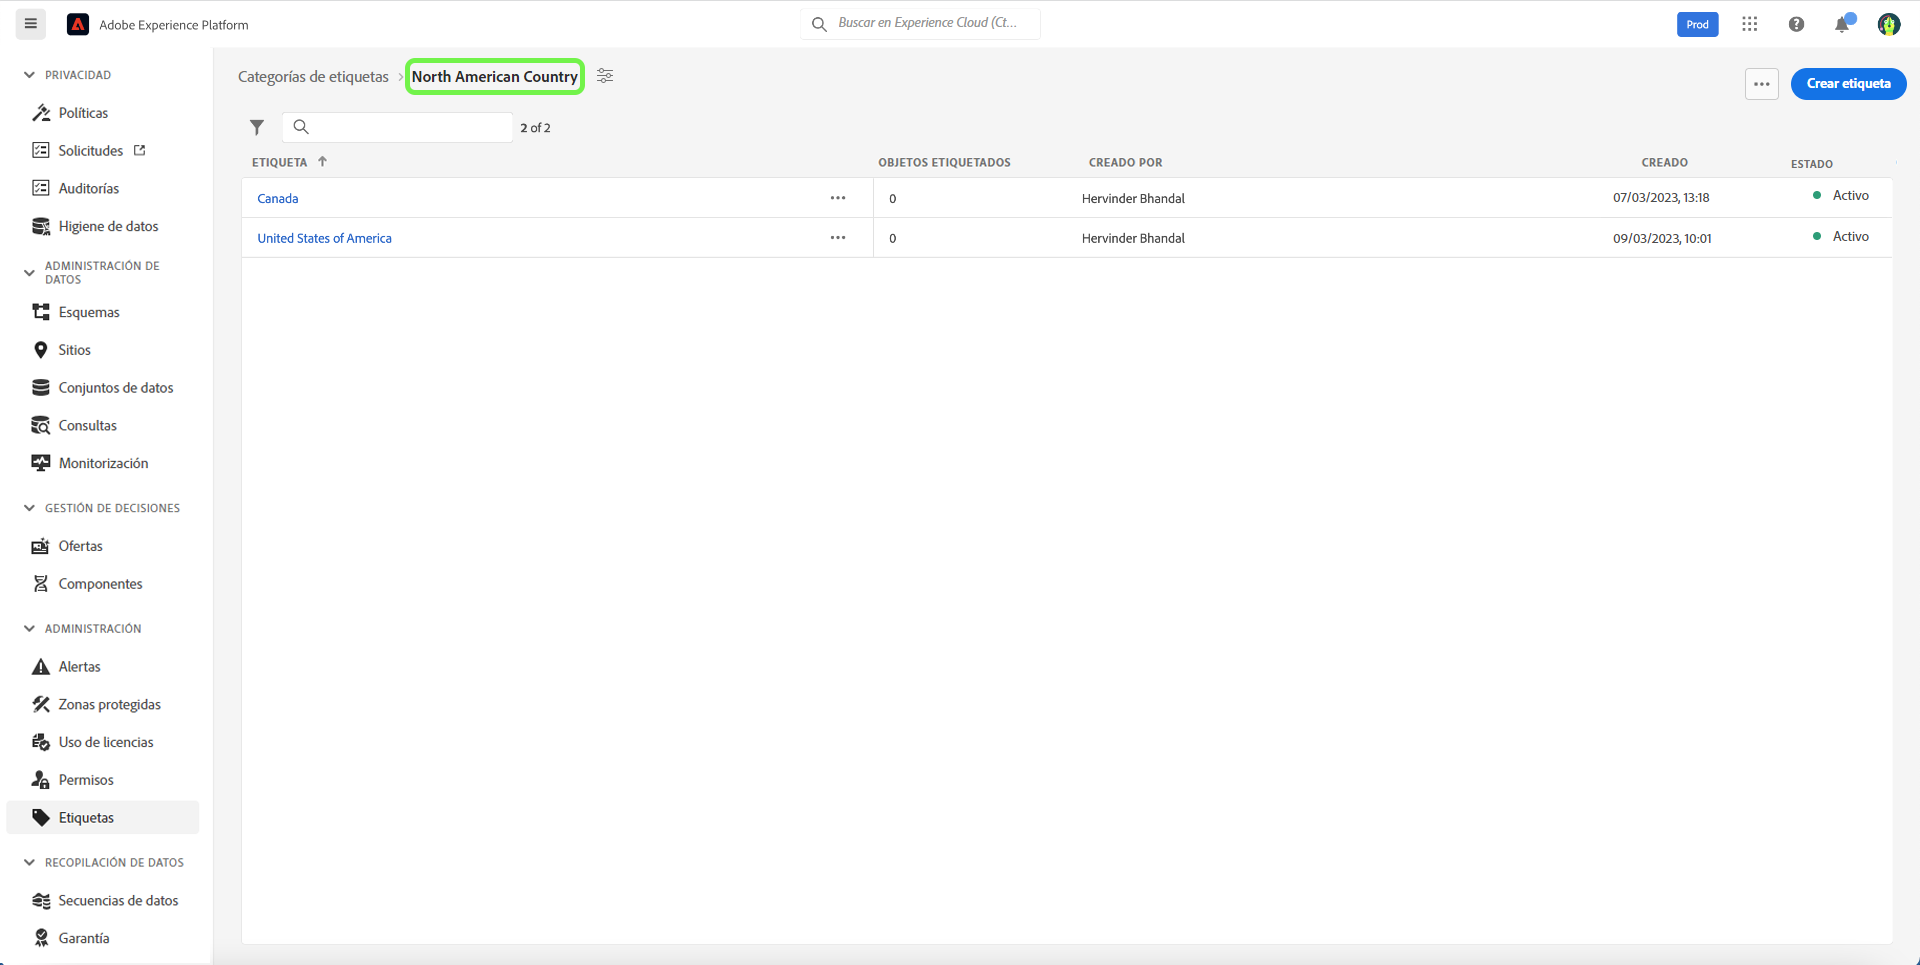 Adobe Experience Platform
Buscar en Experience Cloud (Ct...
Prod
PRIVACIDAD
Políticas
Solicitudes
Auditorías
Higiene de datos
ADMINISTRACIÓN DE
DATOS
Esquemas
Sitios
Conjuntos de datos
Consultas
Monitorización
GESTIÓN DE DECISIONES
Ofertas
Componentes
ADMINISTRACIÓN
Alertas
Zonas protegidas
Uso de licencias
Permisos
Etiquetas
RECOPILACIÓN DE DATOS
Secuencias de datos
Garantía
Categorías de etiquetas > North American Country
Crear etiqueta
2 of 2
ETIQUETA OBJETOS ETIQUETADOS CREADO POR CREADO ESTADO
Canada ... 0 Hervinder Bhandal 07/03/2023, 13:18 Activo
United States of America ... 0 Hervinder Bhandal 09/03/2023, 10:01 Activo